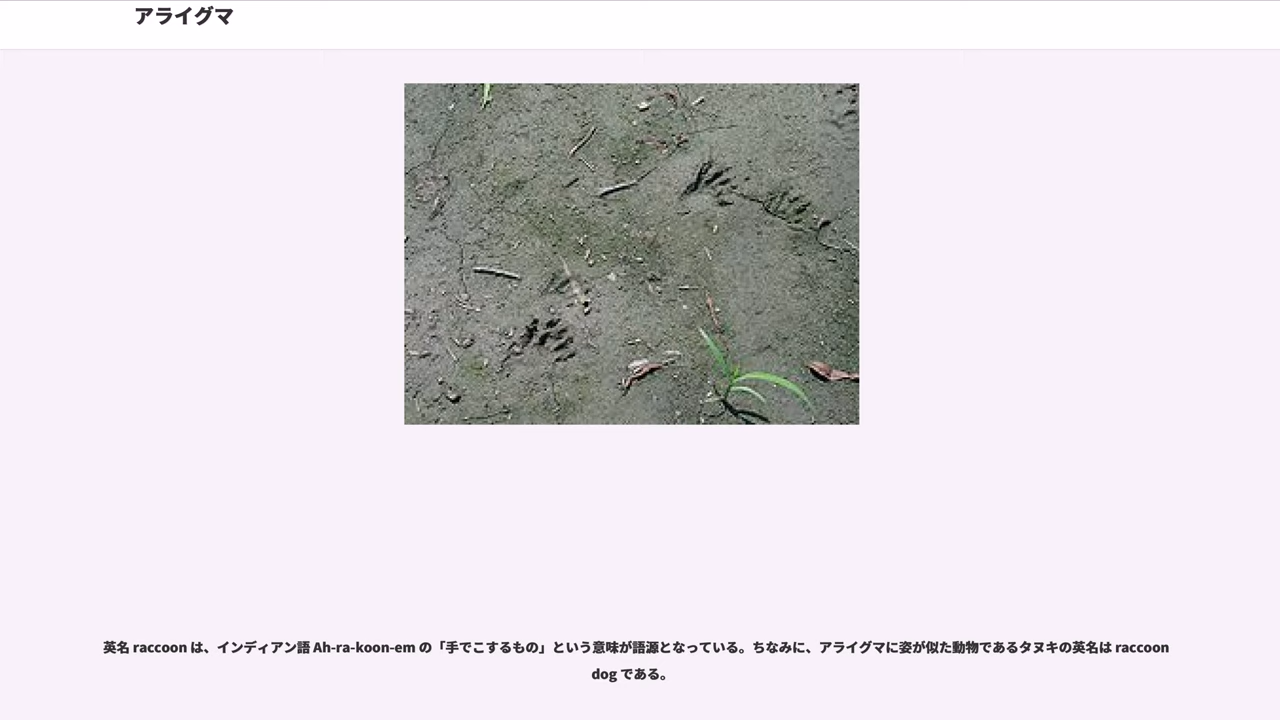 アライグマ
英名 raccoon は、インディアン語 Ah-ra-koon-em の「手でこするもの」という意味が語源となっている。ちなみに、アライグマに姿が似た動物であるタヌキの英名は raccoon
dog である。